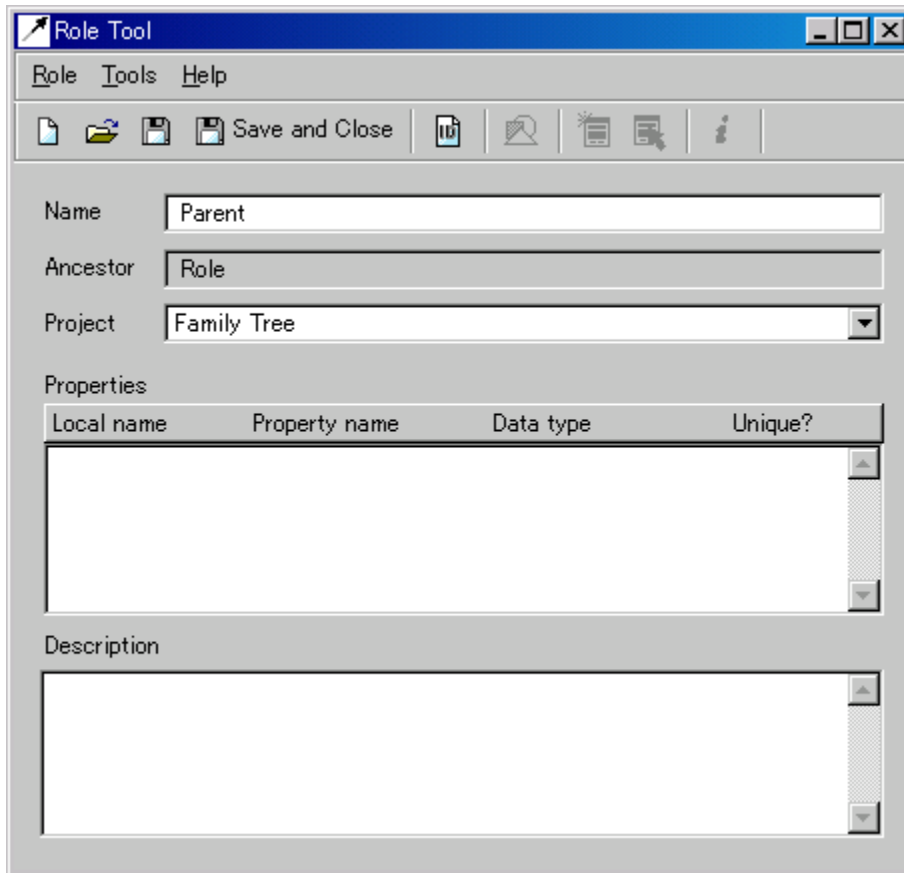 Role Tool
Role Tools Help
Save and Close
Name Parent
Ancestor Role
Project Family Tree
Properties
Local name Property name Data type Unique?
Description